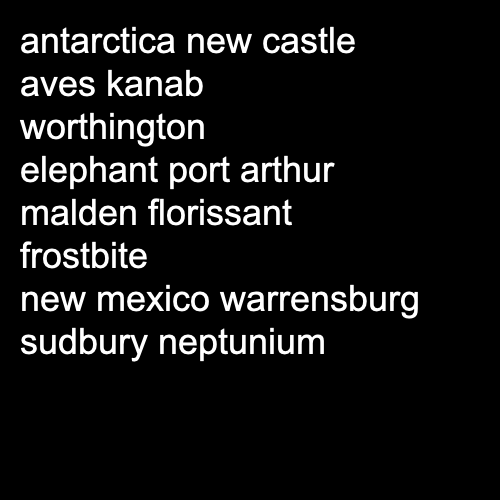 antarctica new castle
aves kanab
worthington
elephant port arthur
malden florissant
frostbite
new mexico warrensburg
sudbury neptunium